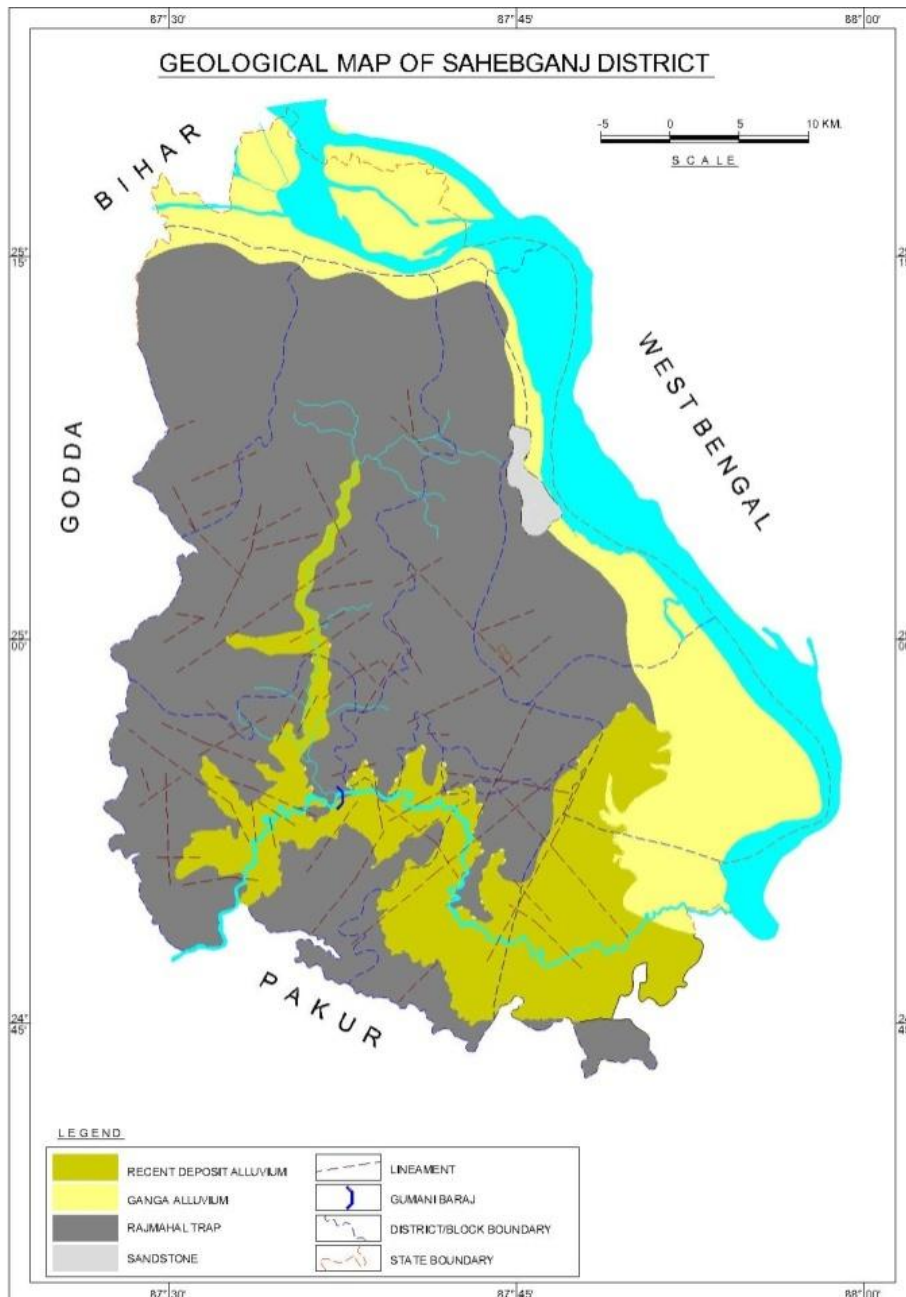 87°30' 87°45' 88°00'
GEOLOGICAL MAP OF SAHEBGANJ DISTRICT
-5 0 5 10 KM.
SCALE
BIHAR
WEST BENGAL
GODDA
PAKUR
25°
15'
25°
00'
24°
45'
LEGEND
RECENT DEPOSIT ALLUVIUM
GANGA ALLUVIUM
RAJMAHAL TRAP
SANDSTONE
LINEAMENT
GUMANI BARAJ
DISTRICT/BLOCK BOUNDARY
STATE BOUNDARY
87°30' 87°45' 88°00'